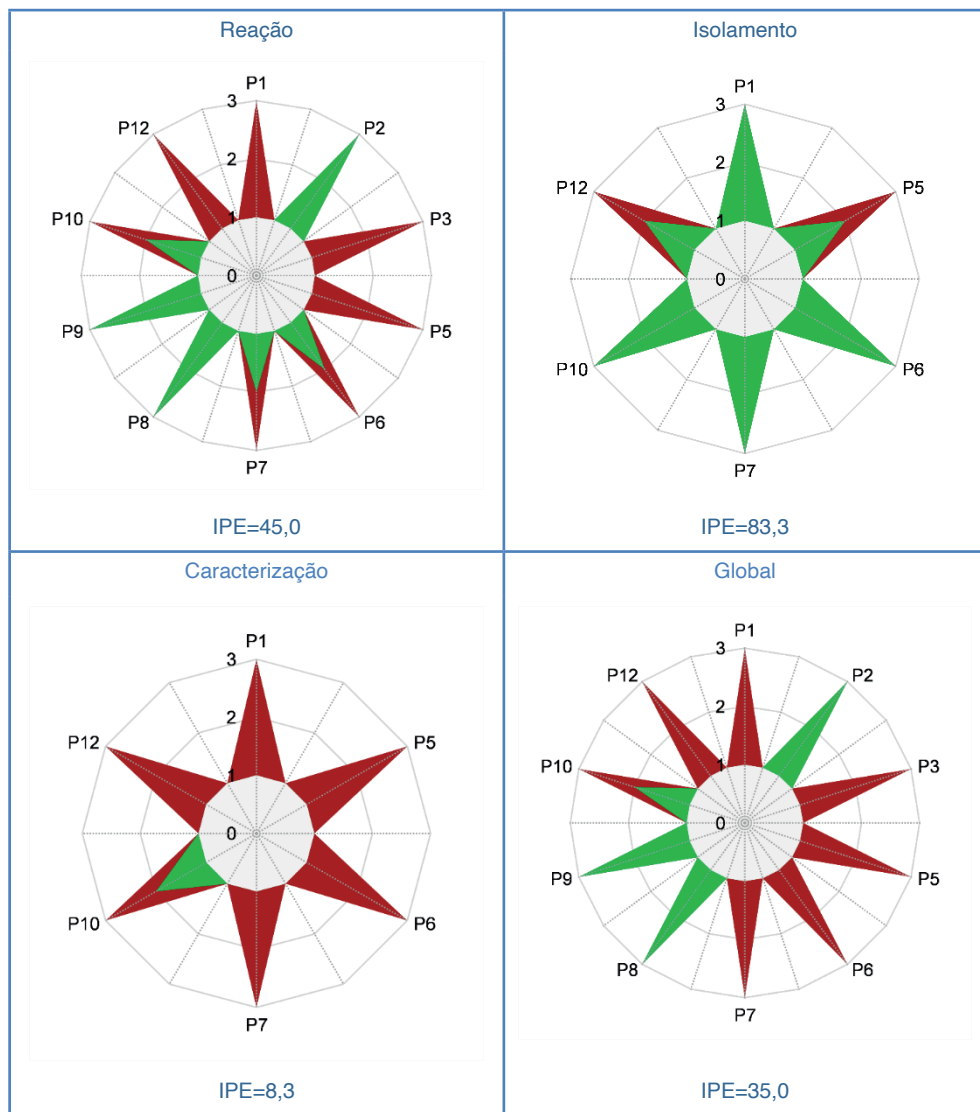 Reação
P1
P2
P3
P5
P6
P7
P8
P9
P10
P12
3
2
1
0
IPE=45,0
Isolamento
P1
P5
P6
P7
P10
P12
3
2
1
0
IPE=83,3
Caracterização
P1
P5
P6
P7
P10
P12
3
2
1
0
IPE=8,3
Global
P1
P2
P3
P5
P6
P7
P8
P9
P10
P12
3
2
1
0
IPE=35,0